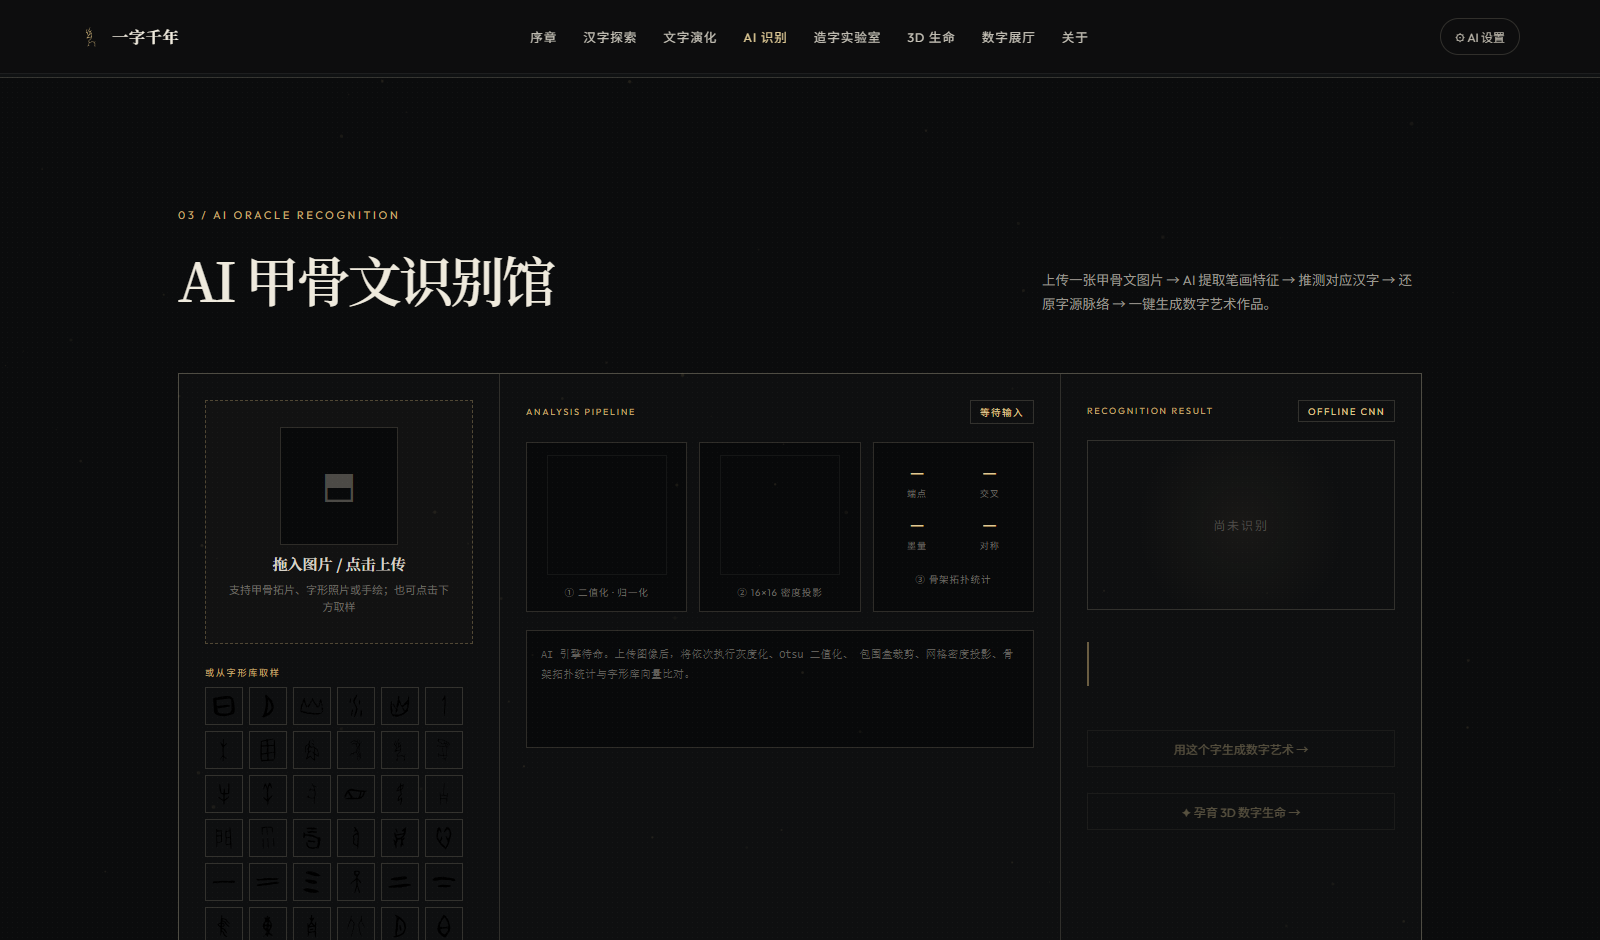 一字千年
序章 汉字探索 文字演化 AI 识别 造字实验室 3D 生命 数字展厅 关于
⚙ AI 设置
03 / AI ORACLE RECOGNITION
AI 甲骨文识别馆
上传一张甲骨文图片 → AI 提取笔画特征 → 推测对应汉字 → 还
原字源脉络 → 一键生成数字艺术作品。
拖入图片 / 点击上传
支持甲骨拓片、字形照片或手绘；也可点击下
方取样
或从字形库取样
ANALYSIS PIPELINE
等待输入
① 二值化 · 归一化
② 16×16 密度投影
— —
端点 交叉
— —
墨量 对称
③ 骨架拓扑统计
AI 引擎待命。上传图像后，将依次执行灰度化、Otsu 二值化、 包围盒裁剪、网格密度投影、骨
架拓扑统计与字形库向量比对。
RECOGNITION RESULT
OFFLINE CNN
尚未识别
用这个字生成数字艺术 →
✦ 孕育 3D 数字生命 →